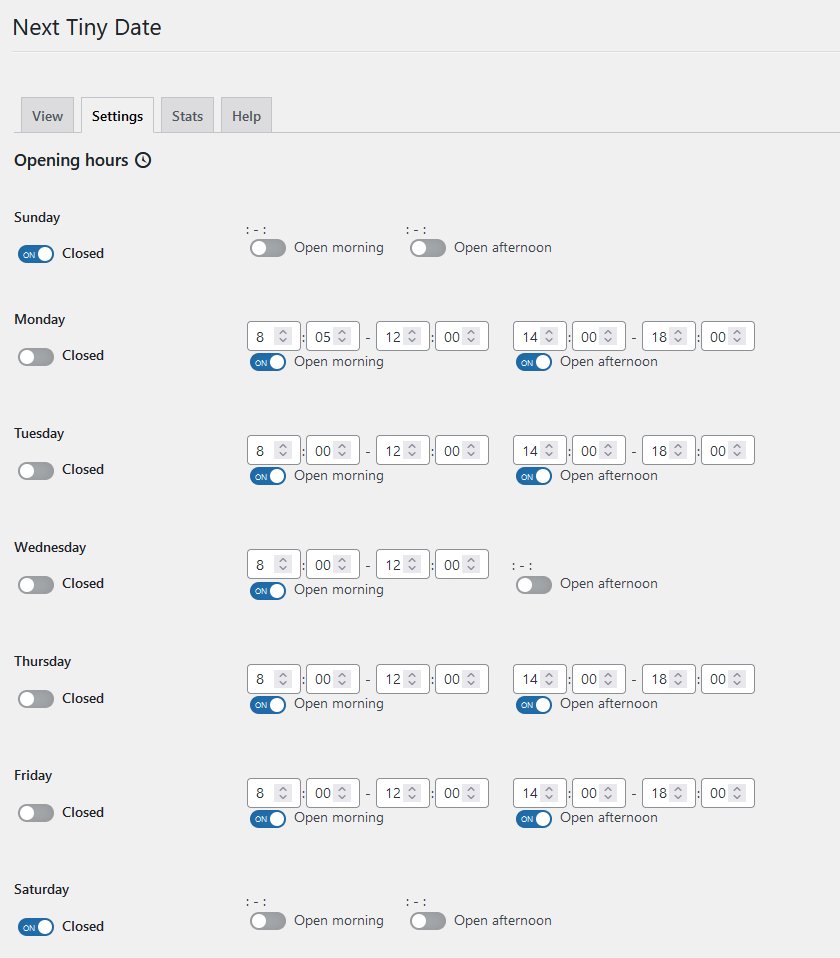 Next Tiny Date
View Settings Stats Help
Opening hours
Sunday
: - : : - :
ON Closed Open morning Open afternoon
Monday
8 : 05 - 12 : 00 14 : 00 - 18 : 00
Closed ON Open morning ON Open afternoon
Tuesday
8 : 00 - 12 : 00 14 : 00 - 18 : 00
Closed ON Open morning ON Open afternoon
Wednesday
8 : 00 - 12 : 00 : - :
Closed ON Open morning Open afternoon
Thursday
8 : 00 - 12 : 00 14 : 00 - 18 : 00
Closed ON Open morning ON Open afternoon
Friday
8 : 00 - 12 : 00 14 : 00 - 18 : 00
Closed ON Open morning ON Open afternoon
Saturday
: - : : - :
ON Closed Open morning Open afternoon